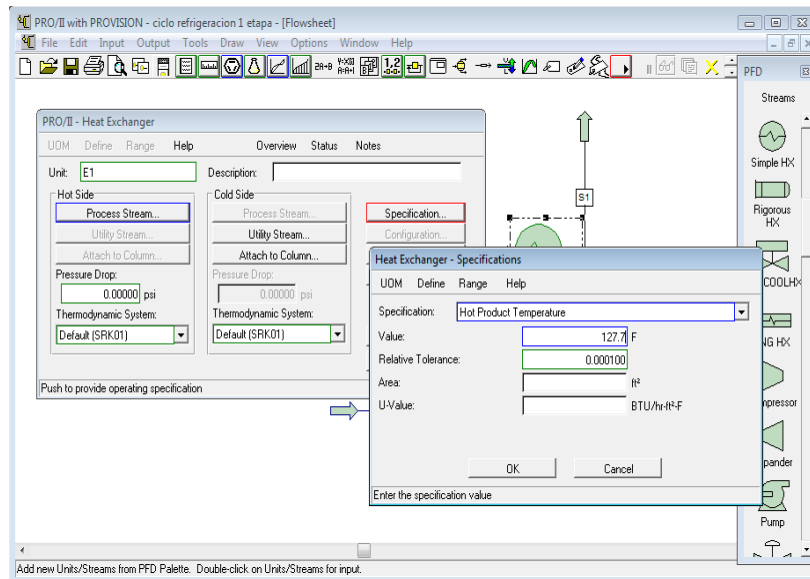 PRO/II with PROVISION - ciclo refrigeracion 1 etapa - [Flowsheet]
File Edit Input Output Tools Draw View Options Window Help
PFD
Streams
Simple HX
Rigorous
HX
COOLHX
NG HX
mpressor
pander
Pump
S1
PRO/II - Heat Exchanger
UOM Define Range Help Overview Status Notes
Unit: E1 Description:
Hot Side Cold Side
Process Stream... Process Stream... Specification...
Utility Stream... Utility Stream... Configuration...
Attach to Column... Attach to Column...
Pressure Drop: Pressure Drop:
0.00000 psi 0.00000 psi
Thermodynamic System: Thermodynamic System:
Default (SRK01) Default (SRK01)
Push to provide operating specification
Heat Exchanger - Specifications
UOM Define Range Help
Specification: Hot Product Temperature
Value: 127.7 F
Relative Tolerance: 0.000100
Area: ft²
U-Value: BTU/hr-ft²-F
OK Cancel
Enter the specification value
Add new Units/Streams from PFD Palette. Double-click on Units/Streams for input.